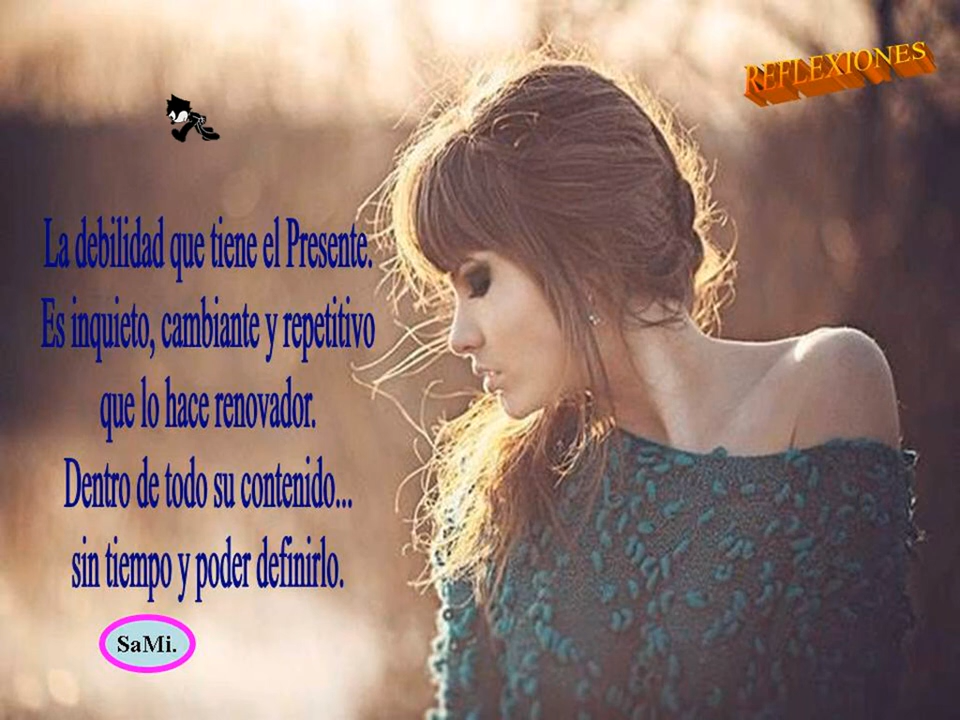 REFLEXIONES
La debilidad que tiene el Presente.
Es inquieto, cambiante y repetitivo
que lo hace renovador.
Dentro de todo su contenido...
sin tiempo y poder definirlo.
SaMi.